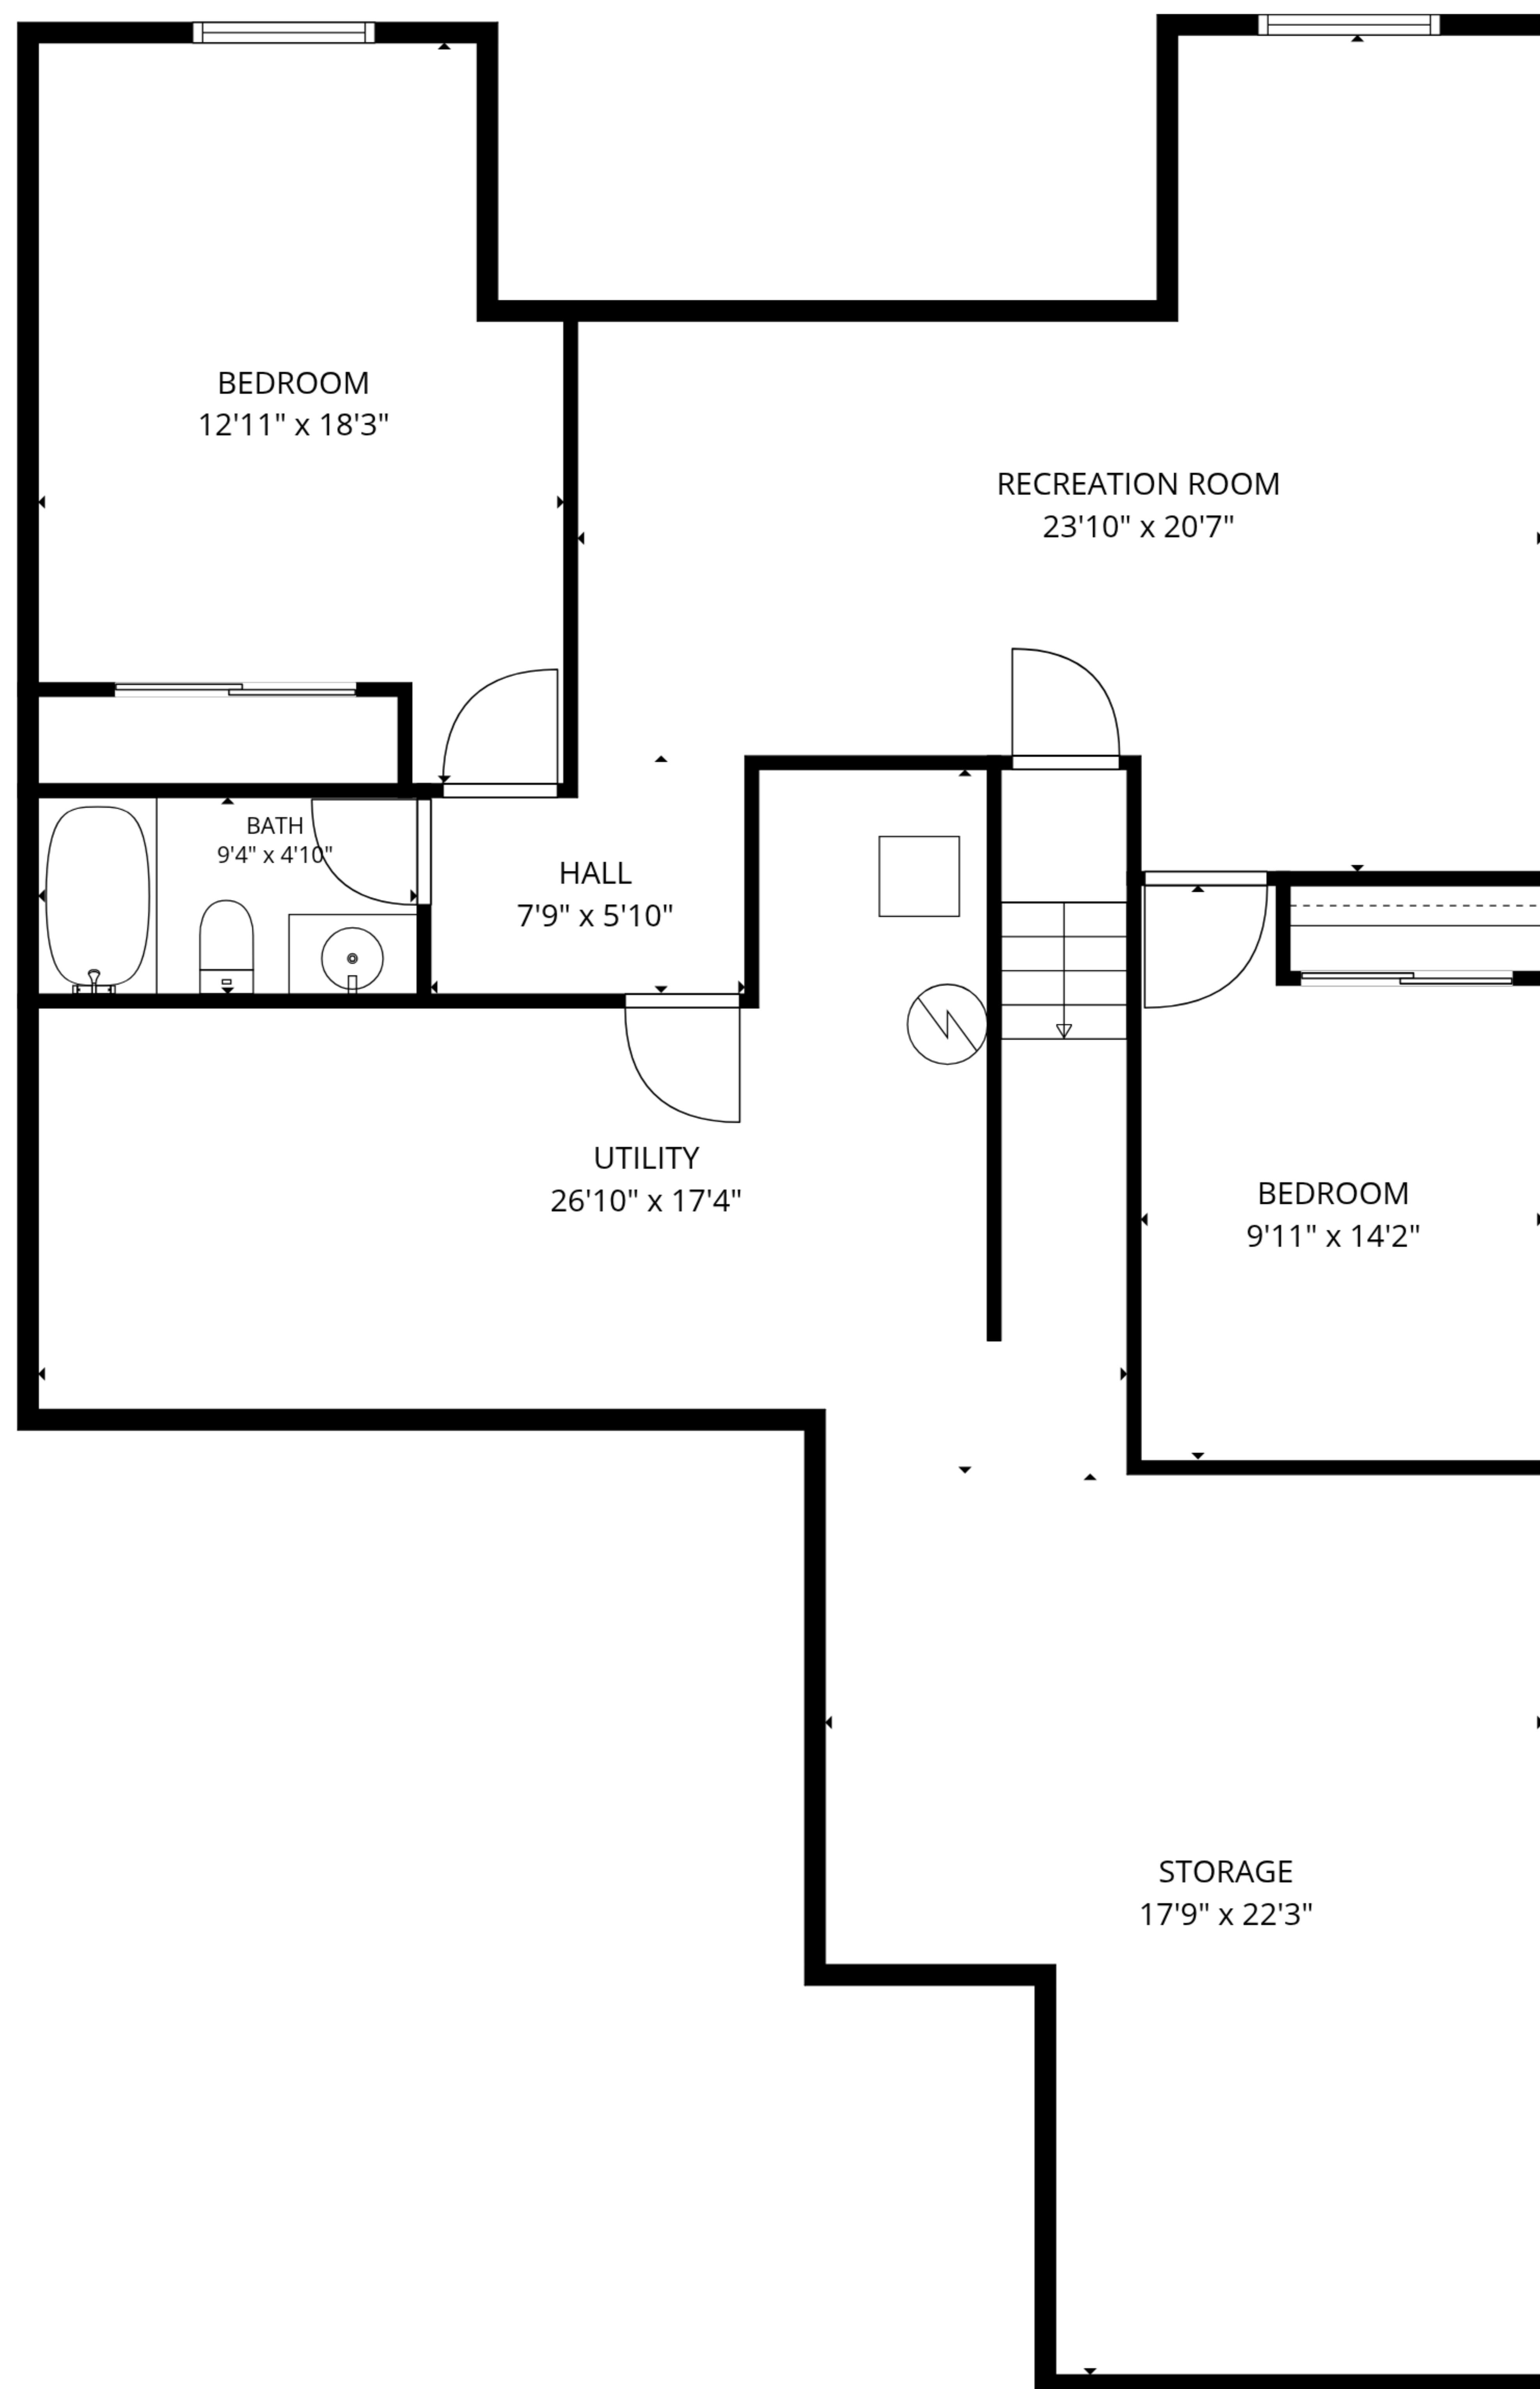 BEDROOM
12'11" x 18'3"
RECREATION ROOM
23'10" x 20'7"
BATH
9'4" x 4'10"
HALL
7'9" x 5'10"
UTILITY
26'10" x 17'4"
BEDROOM
9'11" x 14'2"
STORAGE
17'9" x 22'3"